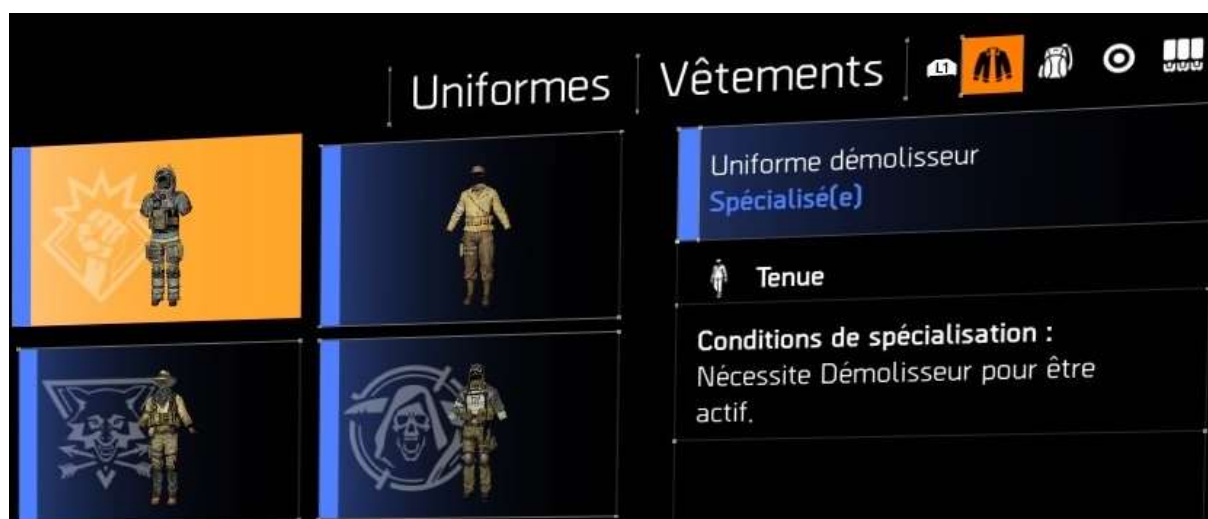 Uniformes
Vêtements
L1
Uniforme démolisseur
Spécialisé(e)
Tenue
Conditions de spécialisation :
Nécessite Démolisseur pour être
actif.